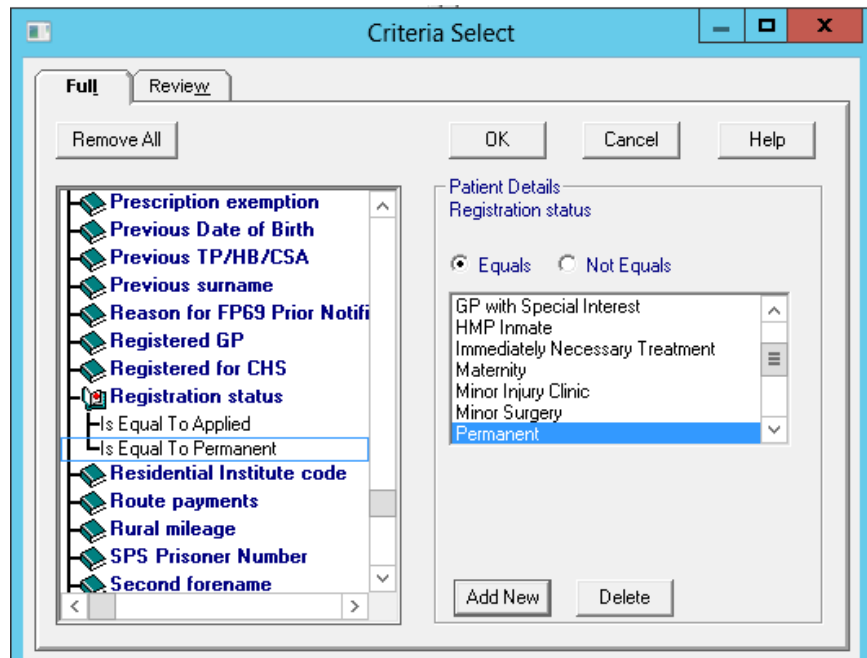 Criteria Select
X
Full
Review
Remove All
OK
Cancel
Help
Prescription exemption
Previous Date of Birth
Previous TP/HB/CSA
Previous surname
Reason for FP69 Prior Notifi
Registered GP
Registered for CHS
Registration status
Is Equal To Applied
Is Equal To Permanent
Residential Institute code
Route payments
Rural mileage
SPS Prisoner Number
Second forename
Patient Details
Registration status
Equals
Not Equals
GP with Special Interest
HMP Inmate
Immediately Necessary Treatment
Maternity
Minor Injury Clinic
Minor Surgery
Permanent
Add New
Delete